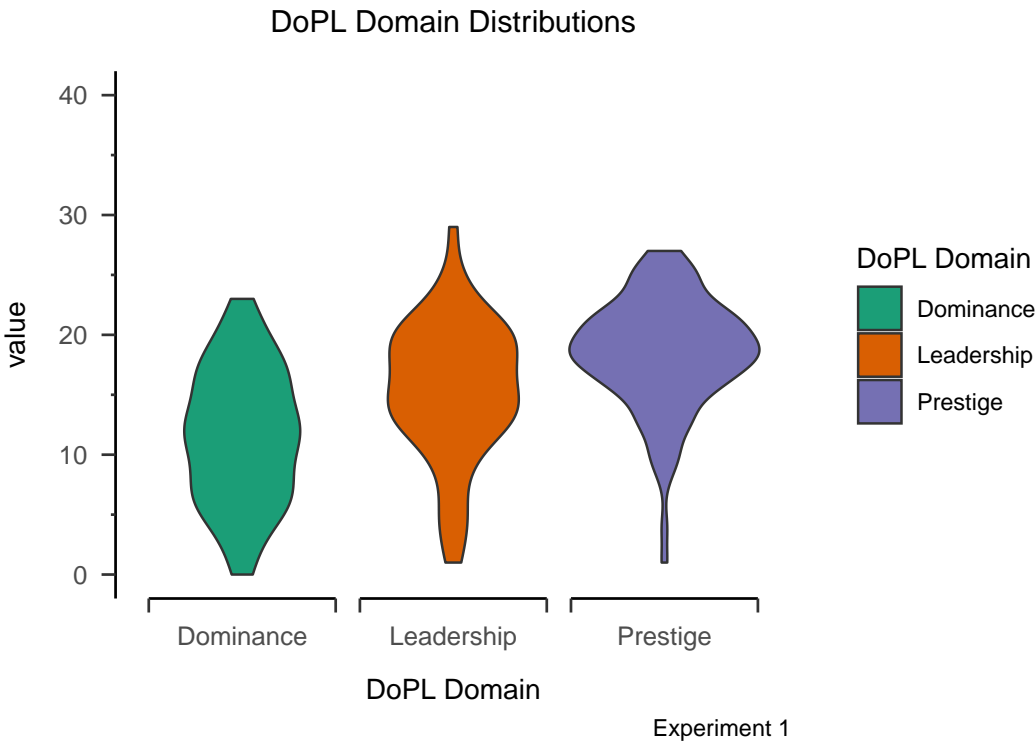 DoPL Domain Distributions
40
30
20
10
0
value
Dominance
Leadership
Prestige
DoPL Domain
DoPL Domain
Dominance
Leadership
Prestige
Experiment 1